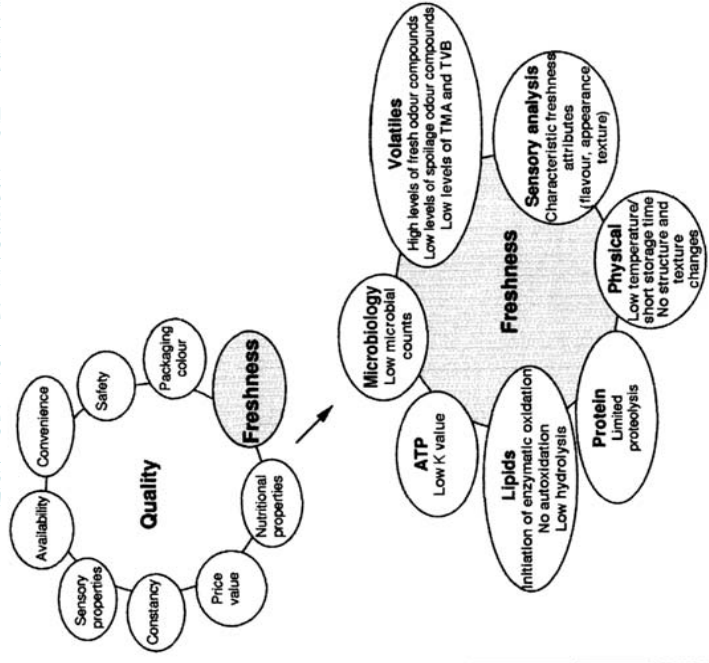 Quality
Availability
Convenience
Safety
Packaging
colour
Freshness
Nutritional
properties
Price
value
Constancy
Sensory
properties
Freshness
Microbiology
Low microbial
counts
Volatiles
High levels of fresh odour compounds
Low levels of spoilage odour compounds
Low levels of TMA and TVB
Sensory analysis
Characteristic freshness
attributes
(flavour, appearance
texture)
Physical
Low temperature/
short storage time
No structure and
texture
changes
Protein
Limited
proteolysis
Lipids
Initiation of enzymatic oxidation
No autoxidation
Low hydrolysis
ATP
Low K value